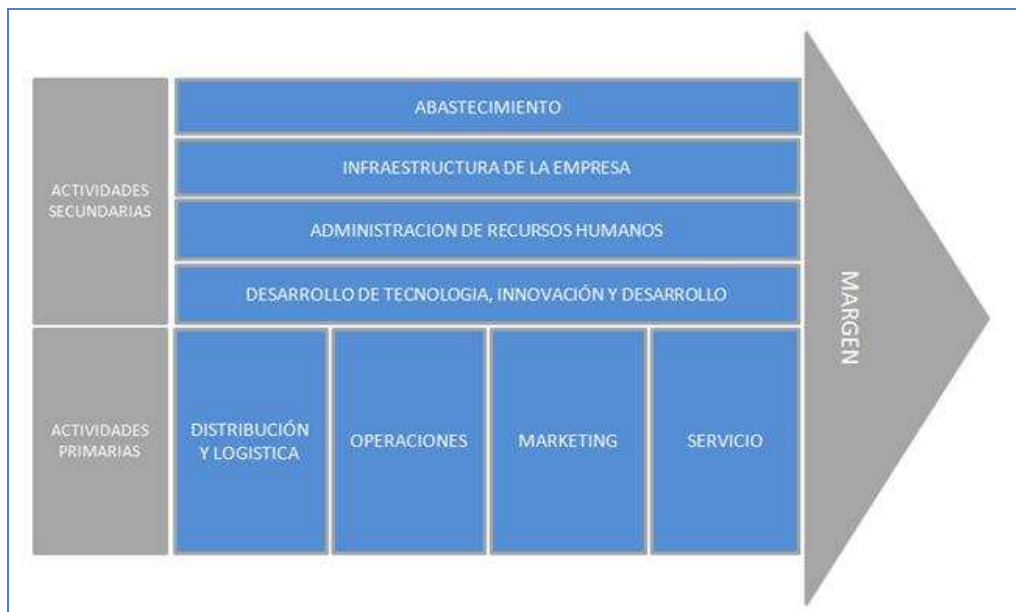 ACTIVIDADES
SECUNDARIAS
ABASTECIMIENTO
INFRAESTRUCTURA DE LA EMPRESA
ADMINISTRACION DE RECURSOS HUMANOS
DESARROLLO DE TECNOLOGIA, INNOVACIÓN Y DESARROLLO
ACTIVIDADES
PRIMARIAS
DISTRIBUCIÓN
Y LOGISTICA
OPERACIONES
MARKETING
SERVICIO
MARGEN